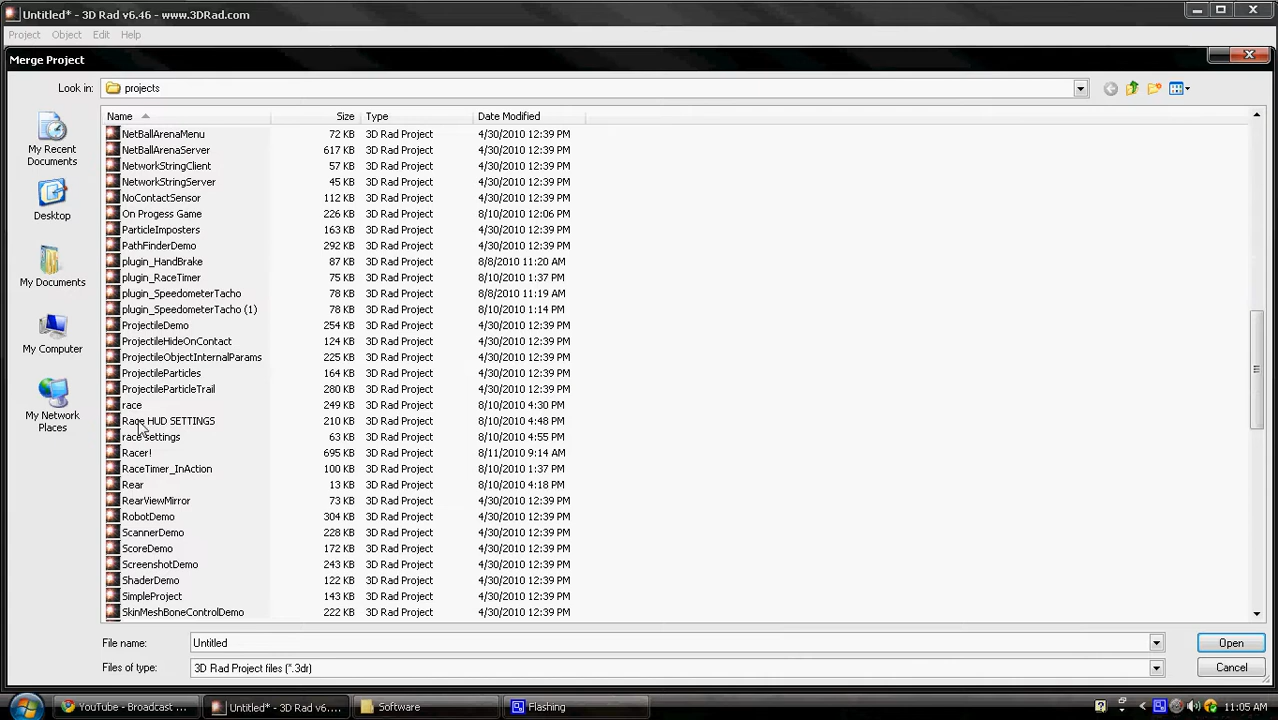 Untitled* - 3D Rad v6.46 - www.3DRad.com
Project Object Edit Help
Merge Project
Look in: projects
Name Size Type Date Modified
NetBallArenaMenu 72 KB 3D Rad Project 4/30/2010 12:39 PM
NetBallArenaServer 617 KB 3D Rad Project 4/30/2010 12:39 PM
NetworkStringClient 57 KB 3D Rad Project 4/30/2010 12:39 PM
NetworkStringServer 45 KB 3D Rad Project 4/30/2010 12:39 PM
NoContactSensor 112 KB 3D Rad Project 4/30/2010 12:39 PM
On Progess Game 226 KB 3D Rad Project 8/10/2010 12:06 PM
ParticleImposters 163 KB 3D Rad Project 4/30/2010 12:39 PM
PathFinderDemo 292 KB 3D Rad Project 4/30/2010 12:39 PM
plugin_HandBrake 87 KB 3D Rad Project 8/8/2010 11:20 AM
plugin_RaceTimer 75 KB 3D Rad Project 8/10/2010 1:37 PM
plugin_SpeedometerTacho 78 KB 3D Rad Project 8/8/2010 11:19 AM
plugin_SpeedometerTacho (1) 78 KB 3D Rad Project 8/10/2010 1:14 PM
ProjectileDemo 254 KB 3D Rad Project 4/30/2010 12:39 PM
ProjectileHideOnContact 124 KB 3D Rad Project 4/30/2010 12:39 PM
ProjectileObjectInternalParams 225 KB 3D Rad Project 4/30/2010 12:39 PM
ProjectileParticles 164 KB 3D Rad Project 4/30/2010 12:39 PM
ProjectileParticleTrail 280 KB 3D Rad Project 4/30/2010 12:39 PM
race 249 KB 3D Rad Project 8/10/2010 4:30 PM
Race HUD SETTINGS 210 KB 3D Rad Project 8/10/2010 4:48 PM
race settings 63 KB 3D Rad Project 8/10/2010 4:55 PM
Racer! 695 KB 3D Rad Project 8/11/2010 9:14 AM
RaceTimer_InAction 100 KB 3D Rad Project 8/10/2010 1:37 PM
Rear 13 KB 3D Rad Project 8/10/2010 4:18 PM
RearViewMirror 73 KB 3D Rad Project 4/30/2010 12:39 PM
RobotDemo 304 KB 3D Rad Project 4/30/2010 12:39 PM
ScannerDemo 228 KB 3D Rad Project 4/30/2010 12:39 PM
ScoreDemo 172 KB 3D Rad Project 4/30/2010 12:39 PM
ScreenshotDemo 243 KB 3D Rad Project 4/30/2010 12:39 PM
ShaderDemo 122 KB 3D Rad Project 4/30/2010 12:39 PM
SimpleProject 143 KB 3D Rad Project 4/30/2010 12:39 PM
SkinMeshBoneControlDemo 222 KB 3D Rad Project 4/30/2010 12:39 PM
My Recent
Documents
Desktop
My Documents
My Computer
My Network
Places
File name: Untitled Open
Files of type: 3D Rad Project files (*.3dr) Cancel
YouTube - Broadcast ... Untitled* - 3D Rad v6.... Software Flashing 11:05 AM